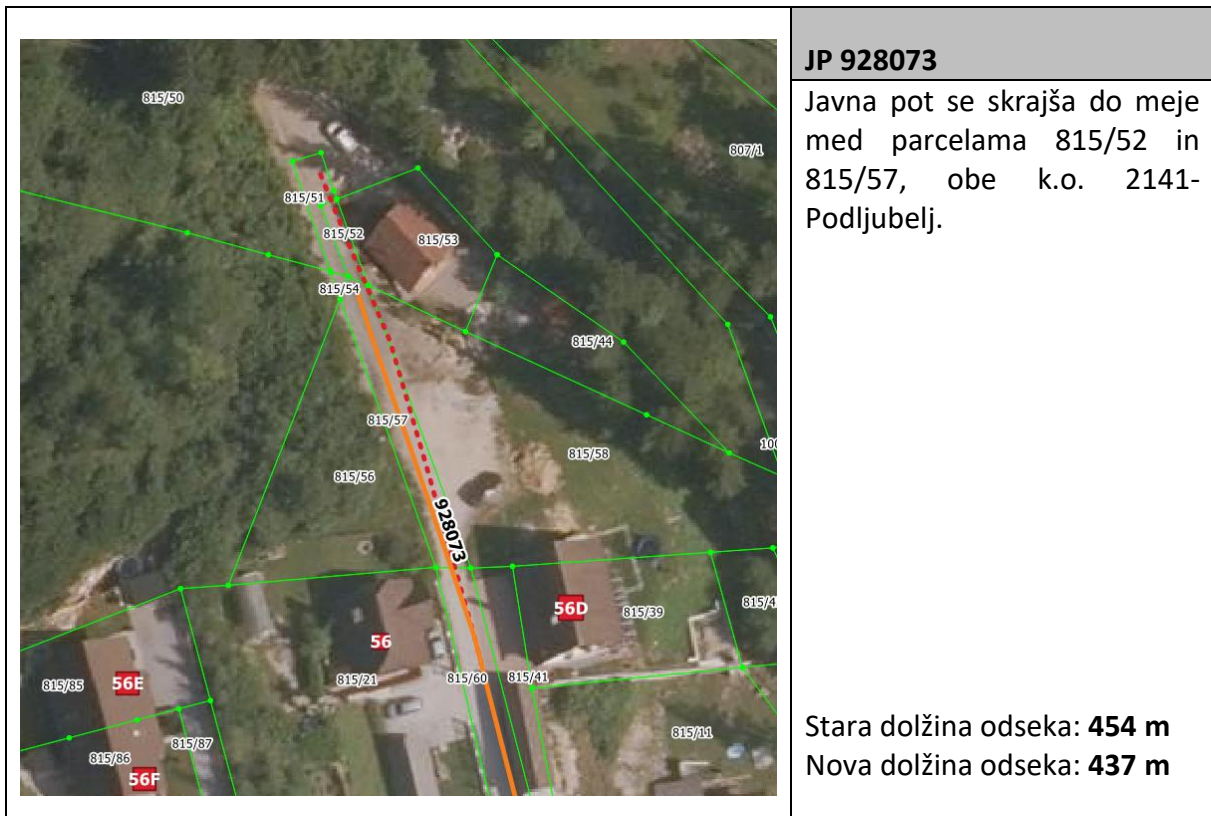 815/50
807/1
815/51
815/52
815/53
815/54
815/44
815/57
815/58
815/56
928073
56D
815/39
56
56E
815/85
815/21
815/60
815/41
815/11
815/86
815/87
56F
JP 928073
Javna pot se skrajša do meje
med parcelama 815/52 in
815/57, obe k.o. 2141-
Podljubelj.
Stara dolžina odseka: 454 m
Nova dolžina odseka: 437 m